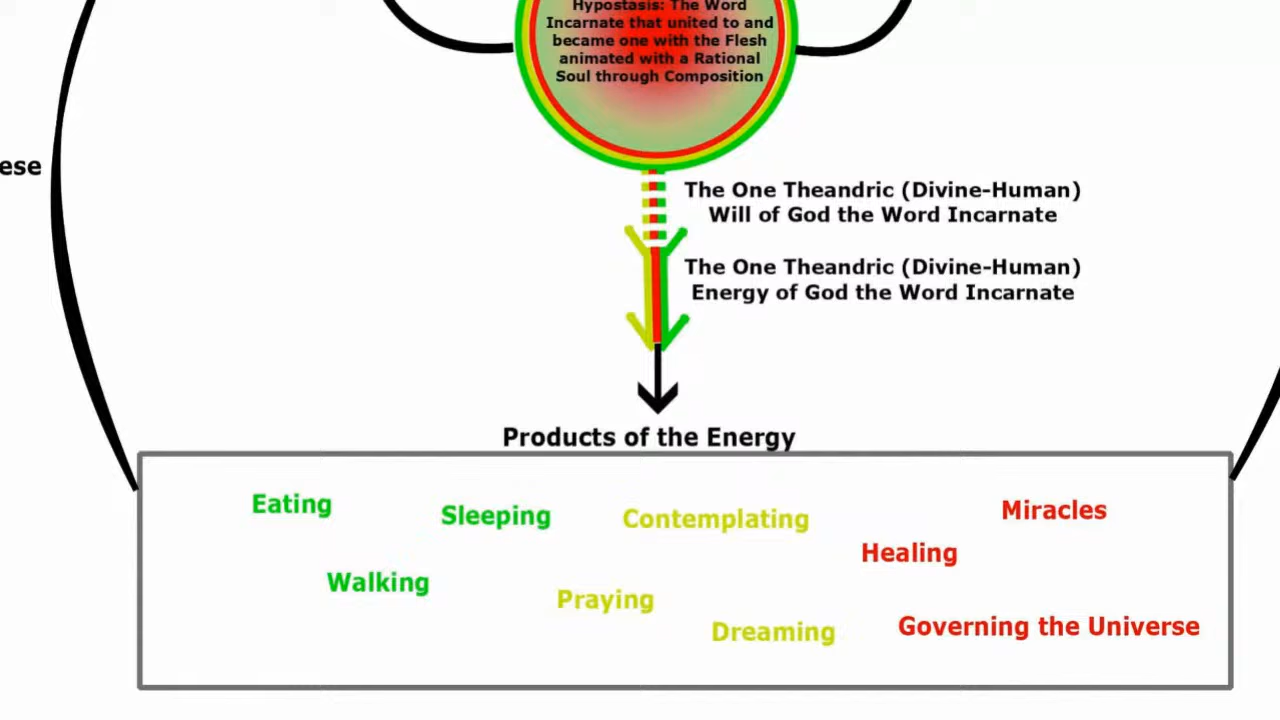 Hypostasis: The Word
Incarnate that united to and
became one with the Flesh
animated with a Rational
Soul through Composition
ese
The One Theandric (Divine-Human)
Will of God the Word Incarnate
The One Theandric (Divine-Human)
Energy of God the Word Incarnate
Products of the Energy
Eating
Sleeping
Contemplating
Miracles
Healing
Walking
Praying
Dreaming
Governing the Universe